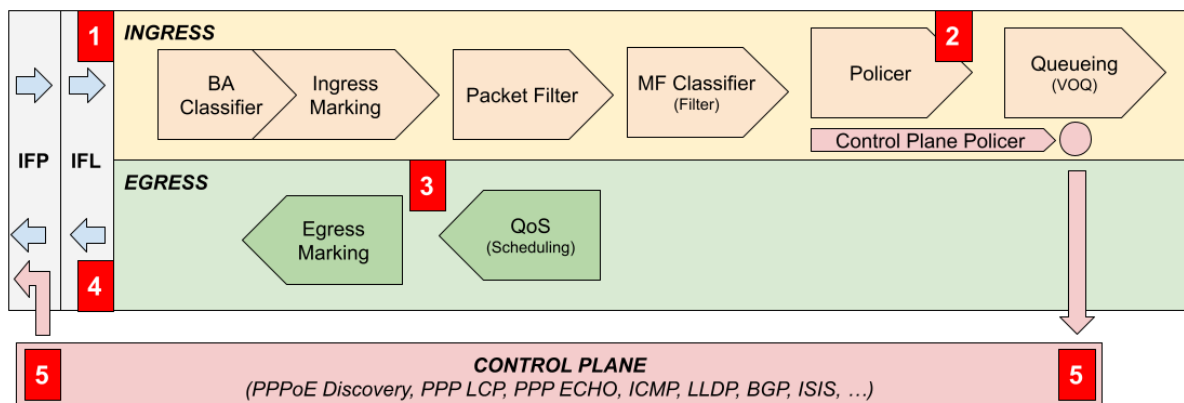 1
INGRESS
2
BA
Classifier
Ingress
Marking
Packet Filter
MF Classifier
(Filter)
Policer
Queueing
(VOQ)
Control Plane Policer
IFP
IFL
EGRESS
3
Egress
Marking
QoS
(Scheduling)
4
5
CONTROL PLANE
(PPPoE Discovery, PPP LCP, PPP ECHO, ICMP, LLDP, BGP, ISIS, …)
5